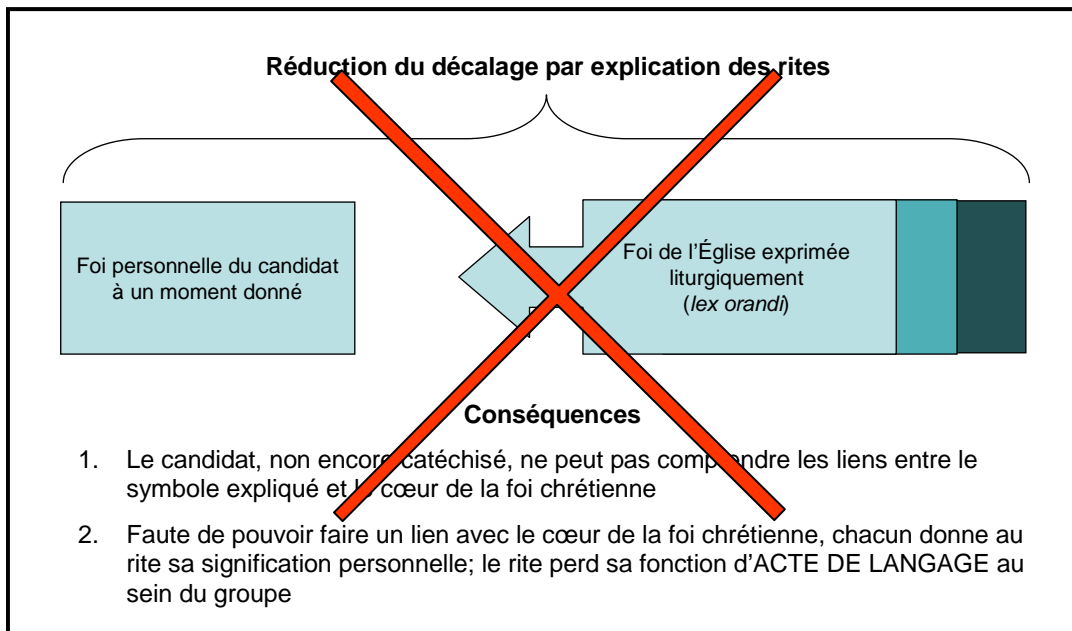 Réduction du décalage par explication des rites
Foi personnelle du candidat
à un moment donné
Foi de l'Église exprimée
liturgiquement
(lex orandi)
Conséquences
1. Le candidat, non encore catéchisé, ne peut pas comprendre les liens entre le
symbole expliqué et le cœur de la foi chrétienne
2. Faute de pouvoir faire un lien avec le cœur de la foi chrétienne, chacun donne au
rite sa signification personnelle; le rite perd sa fonction d'ACTE DE LANGAGE au
sein du groupe